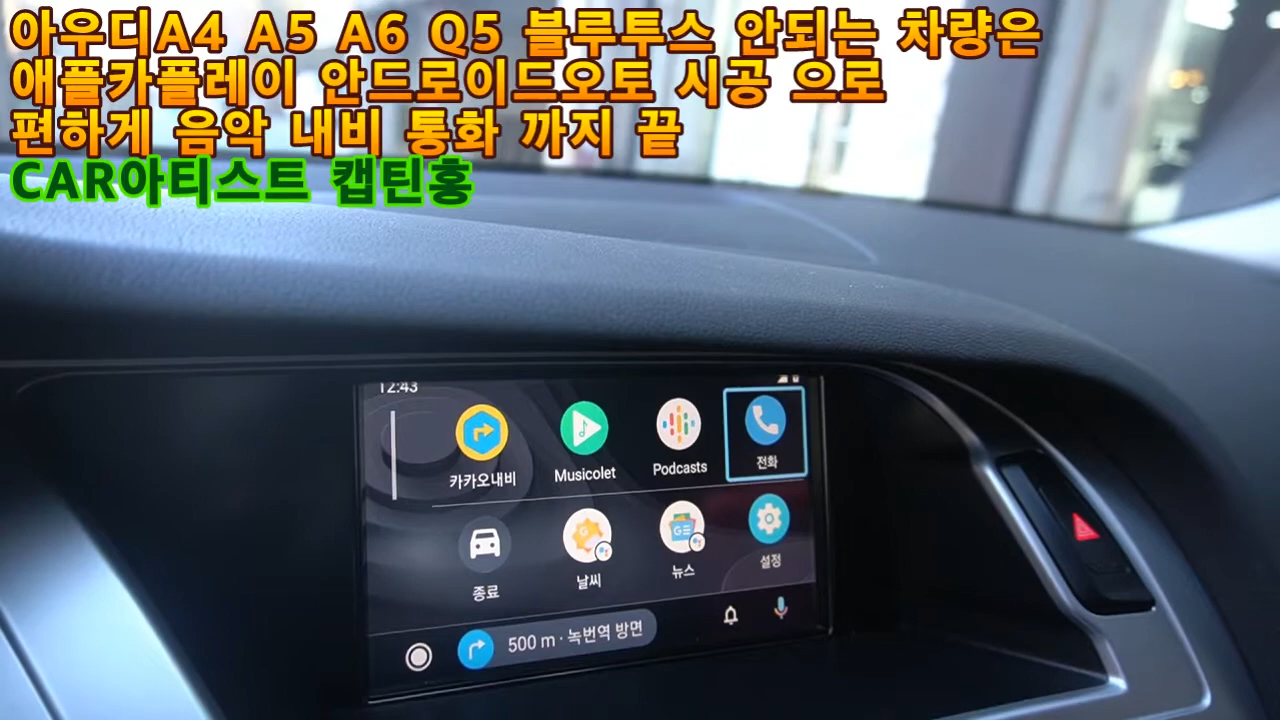 아우디A4 A5 A6 Q5 블루투스 안되는 차량은
애플카플레이 안드로이드오토 시공 으로
편하게 음악 내비 통화 까지 끝
CAR아티스트 캡틴홍
12:43
카카오내비 Musicolet Podcasts 전화
종료 날씨 뉴스 설정
500 m · 녹번역 방면